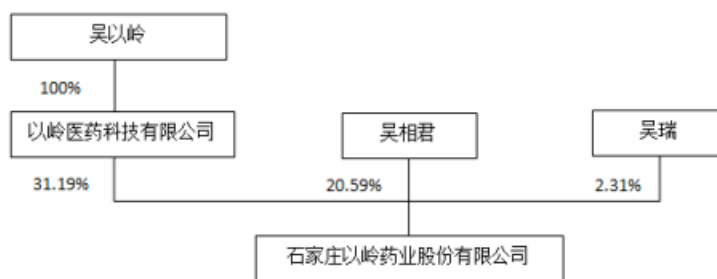 吴以岭
100%
以岭医药科技有限公司
吴相君
吴瑞
31.19%
20.59%
2.31%
石家庄以岭药业股份有限公司